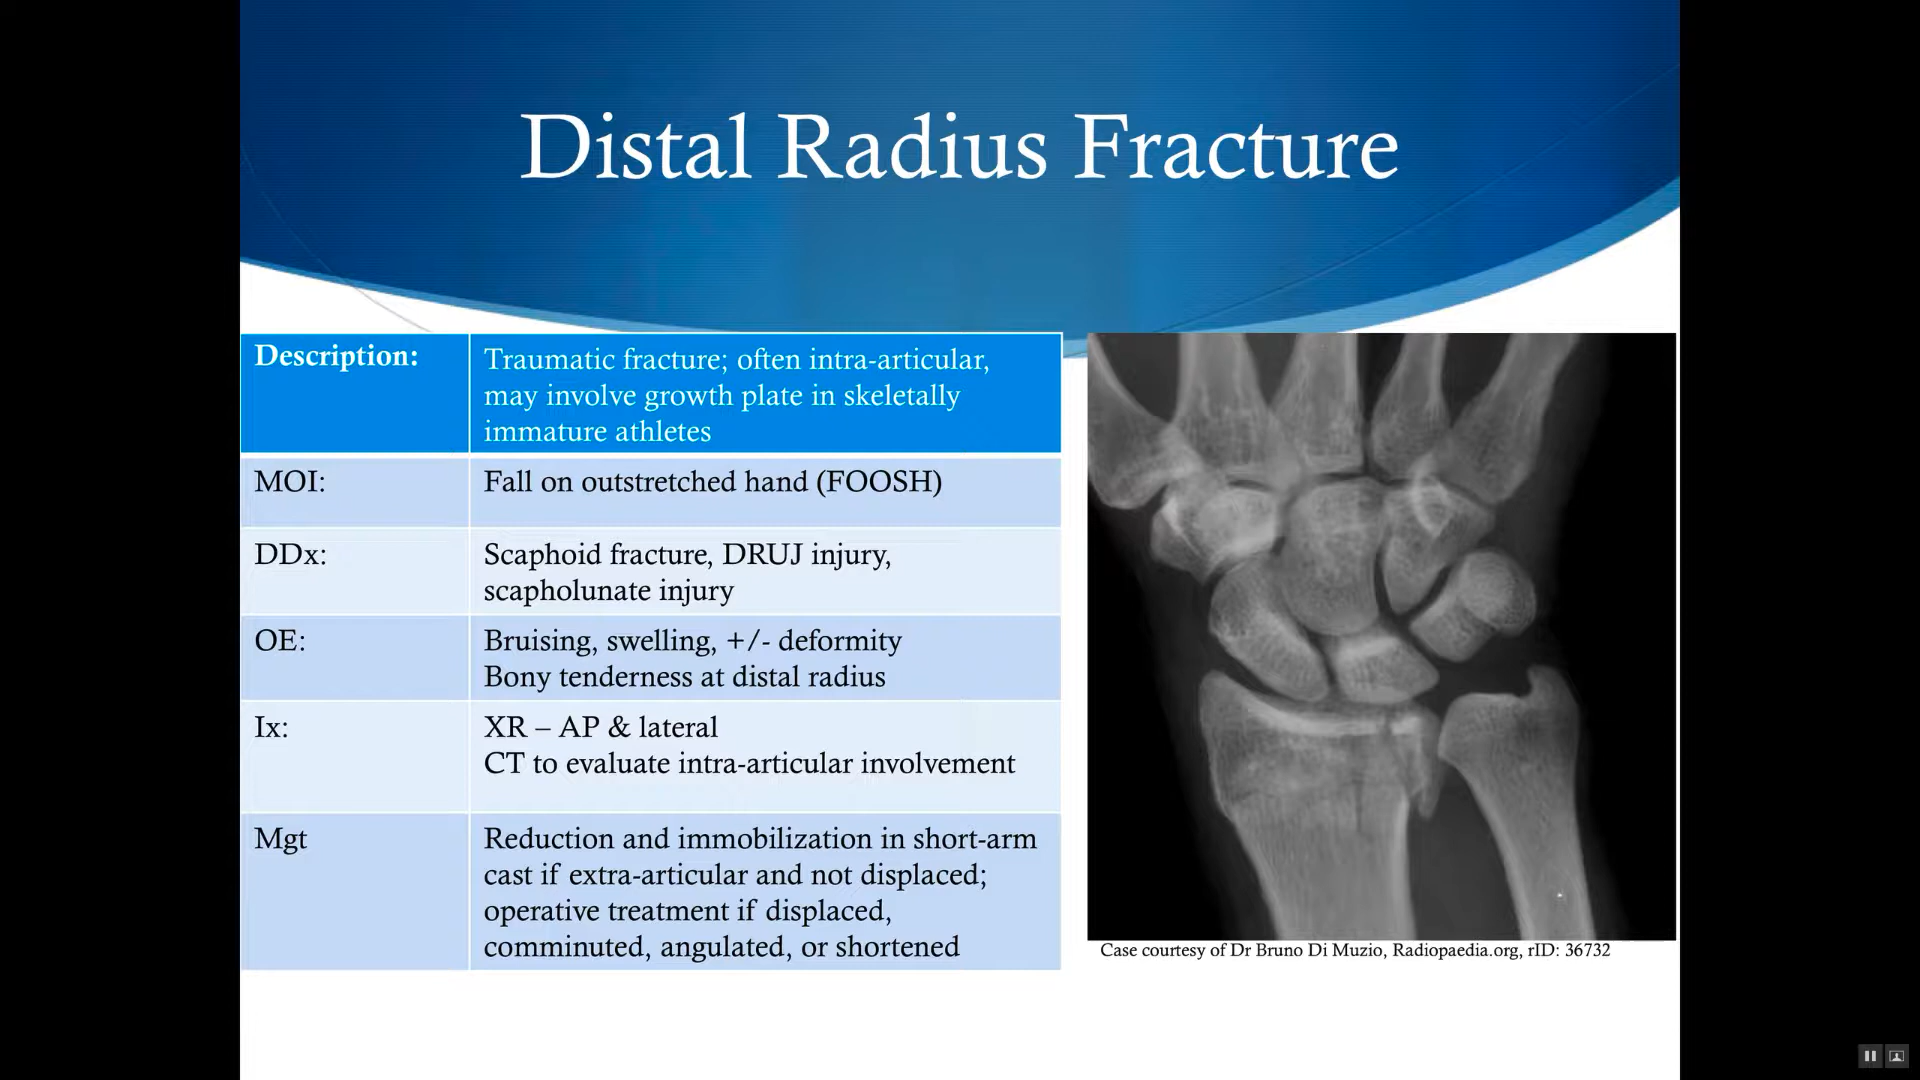 Distal Radius Fracture
Description:
Traumatic fracture; often intra-articular,
may involve growth plate in skeletally
immature athletes
MOI:
Fall on outstretched hand (FOOSH)
DDx:
Scaphoid fracture, DRUJ injury,
scapholunate injury
OE:
Bruising, swelling, +/- deformity
Bony tenderness at distal radius
Ix:
XR – AP & lateral
CT to evaluate intra-articular involvement
Mgt
Reduction and immobilization in short-arm
cast if extra-articular and not displaced;
operative treatment if displaced,
comminuted, angulated, or shortened
Case courtesy of Dr Bruno Di Muzio, Radiopaedia.org, rID: 36732